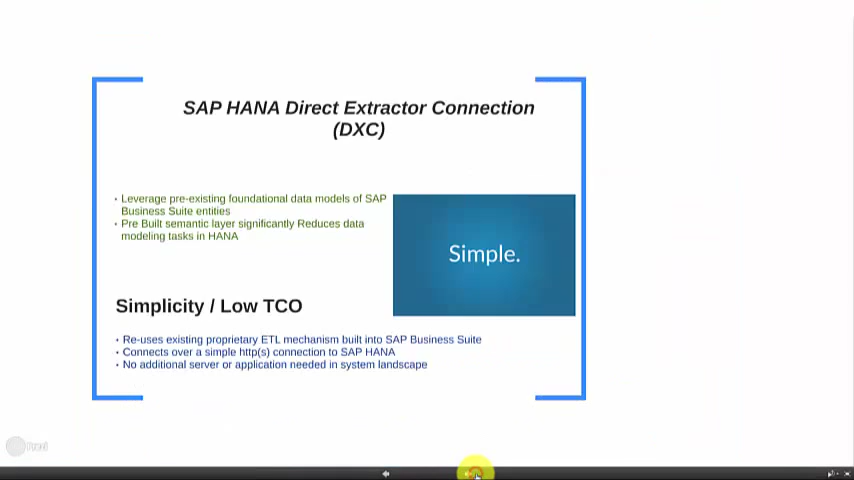 SAP HANA Direct Extractor Connection
(DXC)
• Leverage pre-existing foundational data models of SAP
Business Suite entities
• Pre Built semantic layer significantly Reduces data
modeling tasks in HANA
Simple.
Simplicity / Low TCO
• Re-uses existing proprietary ETL mechanism built into SAP Business Suite
• Connects over a simple http(s) connection to SAP HANA
• No additional server or application needed in system landscape